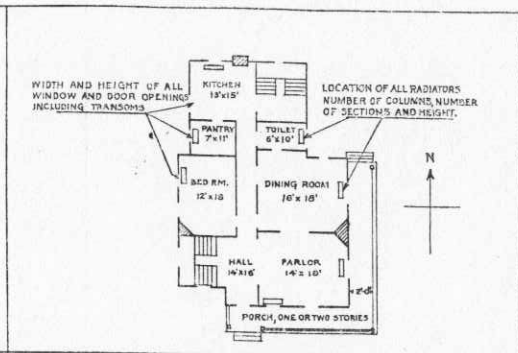 WIDTH AND HEIGHT OF ALL
WINDOW AND DOOR OPENINGS
INCLUDING TRANSOMS
LOCATION OF ALL RADIATORS
NUMBER OF COLUMNS, NUMBER
OF SECTIONS AND HEIGHT.
KITCHEN
13'x15'
PANTRY
7'x11'
TOILET
6'x10'
BED RM.
12'x18
DINING ROOM
16'x18'
N
HALL
14'x16'
PARLOR
14'x18'
PORCH, ONE OR TWO STORIES